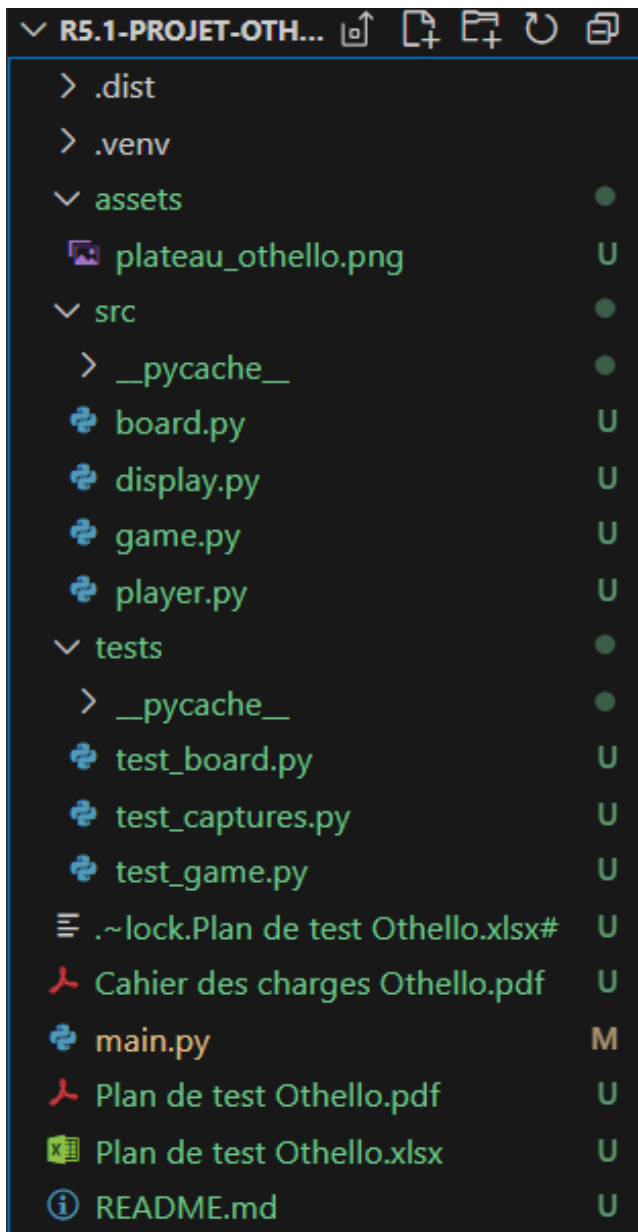 R5.1-PROJET-OTH...
.dist
.venv
assets
plateau_othello.png U
src
__pycache__
board.py U
display.py U
game.py U
player.py U
tests
__pycache__
test_board.py U
test_captures.py U
test_game.py U
.~lock.Plan de test Othello.xlsx# U
Cahier des charges Othello.pdf U
main.py M
Plan de test Othello.pdf U
Plan de test Othello.xlsx U
README.md U